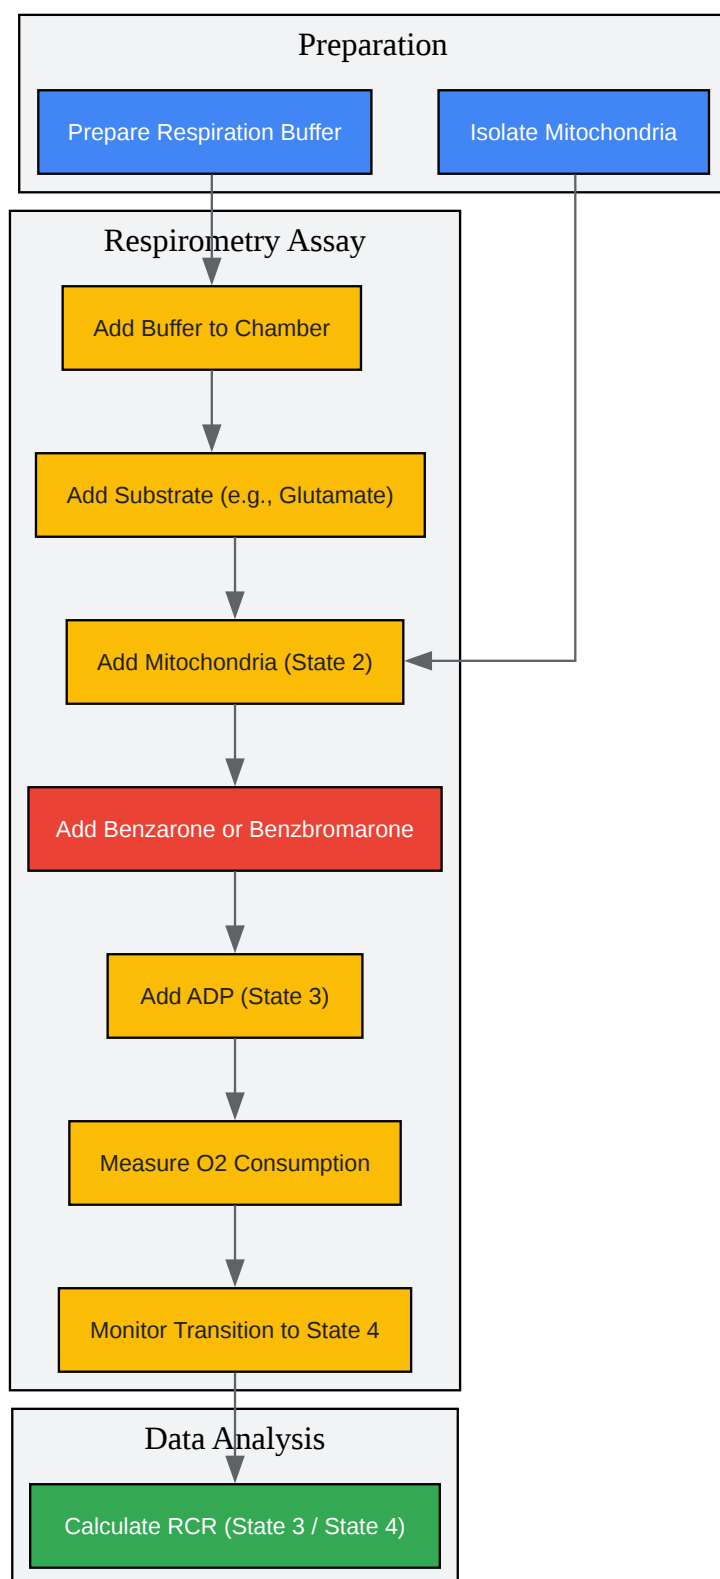 Preparation
Prepare Respiration Buffer
Isolate Mitochondria
Respirometry Assay
Add Buffer to Chamber
Add Substrate (e.g., Glutamate)
Add Mitochondria (State 2)
Add Benzarone or Benzbromarone
Add ADP (State 3)
Measure O2 Consumption
Monitor Transition to State 4
Data Analysis
Calculate RCR (State 3 / State 4)